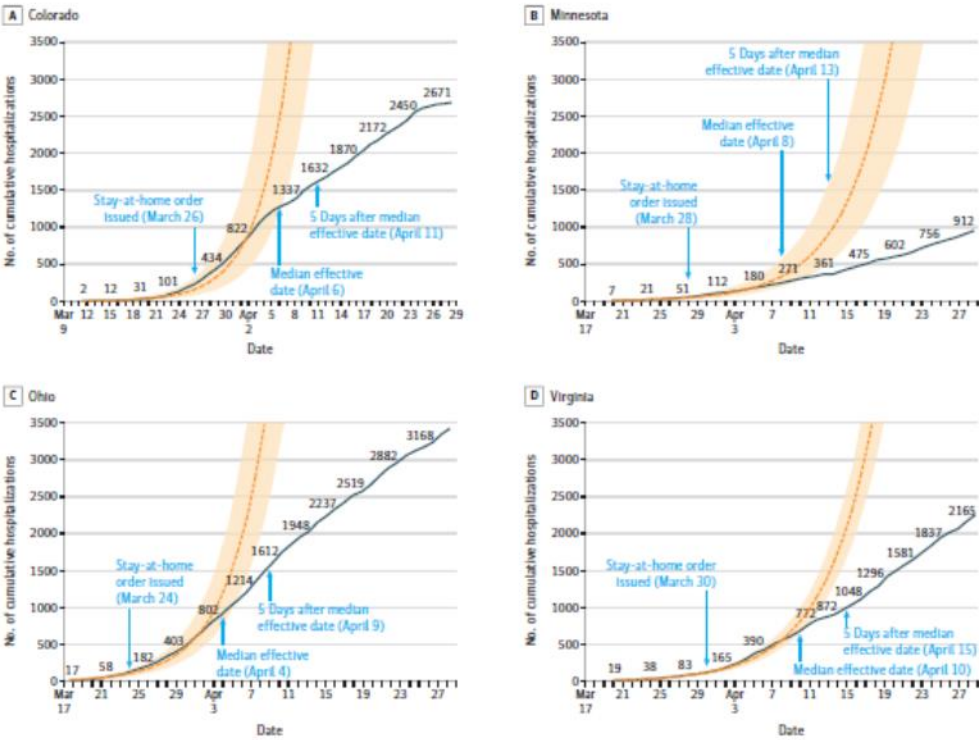 A Colorado
No. of cumulative hospitalizations
3500
3000
2500
2000
1500
1000
500
0
2 12 31 101 434 822 1337 1632 1870 2172 2450 2671
Stay-at-home order
issued (March 26)
5 Days after median
effective date (April 11)
Median effective
date (April 6)
Mar 12 15 18 21 24 27 30 Apr 5 8 11 14 17 20 23 26 29
9 2
Date
B Minnesota
No. of cumulative hospitalizations
3500
3000
2500
2000
1500
1000
500
0
5 Days after median
effective date (April 13)
Median effective
date (April 8)
Stay-at-home
order issued
(March 28)
7 21 51 112 180 271 361 475 602 756 912
Mar 21 25 29 Apr 7 11 15 19 23 27
17 3
Date
C Ohio
No. of cumulative hospitalizations
3500
3000
2500
2000
1500
1000
500
0
17 58 182 403 802 1214 1612 1948 2237 2519 2882 3168
Stay-at-home
order issued
(March 24)
5 Days after median
effective date (April 9)
Median effective
date (April 4)
Mar 21 25 29 Apr 7 11 15 19 23 27
17 3
Date
D Virginia
No. of cumulative hospitalizations
3500
3000
2500
2000
1500
1000
500
0
19 38 83 165 390 772 872 1048 1296 1581 1837 2165
Stay-at-home order
issued (March 30)
5 Days after median
effective date (April 15)
Median effective date (April 10)
Mar 21 25 29 Apr 7 11 15 19 23 27
17 3
Date